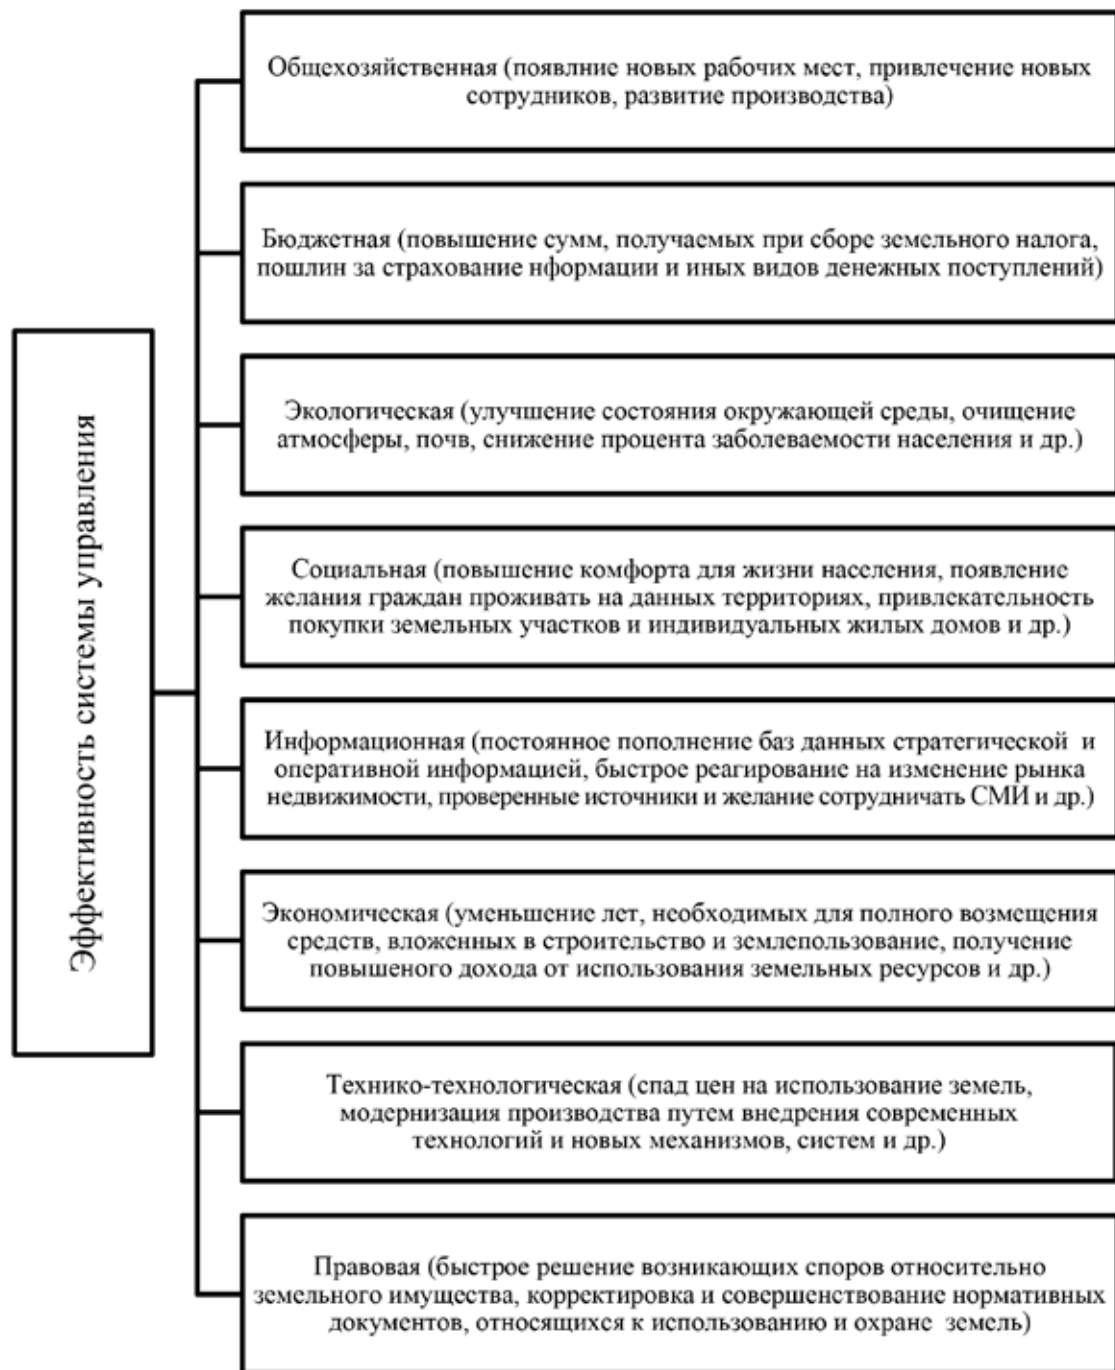 Эффективность системы управления
Общехозяйственная (появлние новых рабочих мест, привлечение новых
сотрудников, развитие производства)
Бюджетная (повышение сумм, получаемых при сборе земельного налога,
пошлин за страхование нформации и иных видов денежных поступлений)
Экологическая (улучшение состояния окружающей среды, очищение
атмосферы, почв, снижение процента заболеваемости населения и др.)
Социальная (повышение комфорта для жизни населения, появление
желания граждан проживать на данных территориях, привлекательность
покупки земельных участков и индивидуальных жилых домов и др.)
Информационная (постоянное пополнение баз данных стратегической и
оперативной информацией, быстрое реагирование на изменение рынка
недвижимости, проверенные источники и желание сотрудничать СМИ и др.)
Экономическая (уменьшение лет, необходимых для полного возмещения
средств, вложенных в строительство и землепользование, получение
повышеного дохода от использования земельных ресурсов и др.)
Технико-технологическая (спад цен на использование земель,
модернизация производства путем внедрения современных
технологий и новых механизмов, систем и др.)
Правовая (быстрое решение возникающих споров относительно
земельного имущества, корректировка и совершенствование нормативных
документов, относящихся к использованию и охране земель)